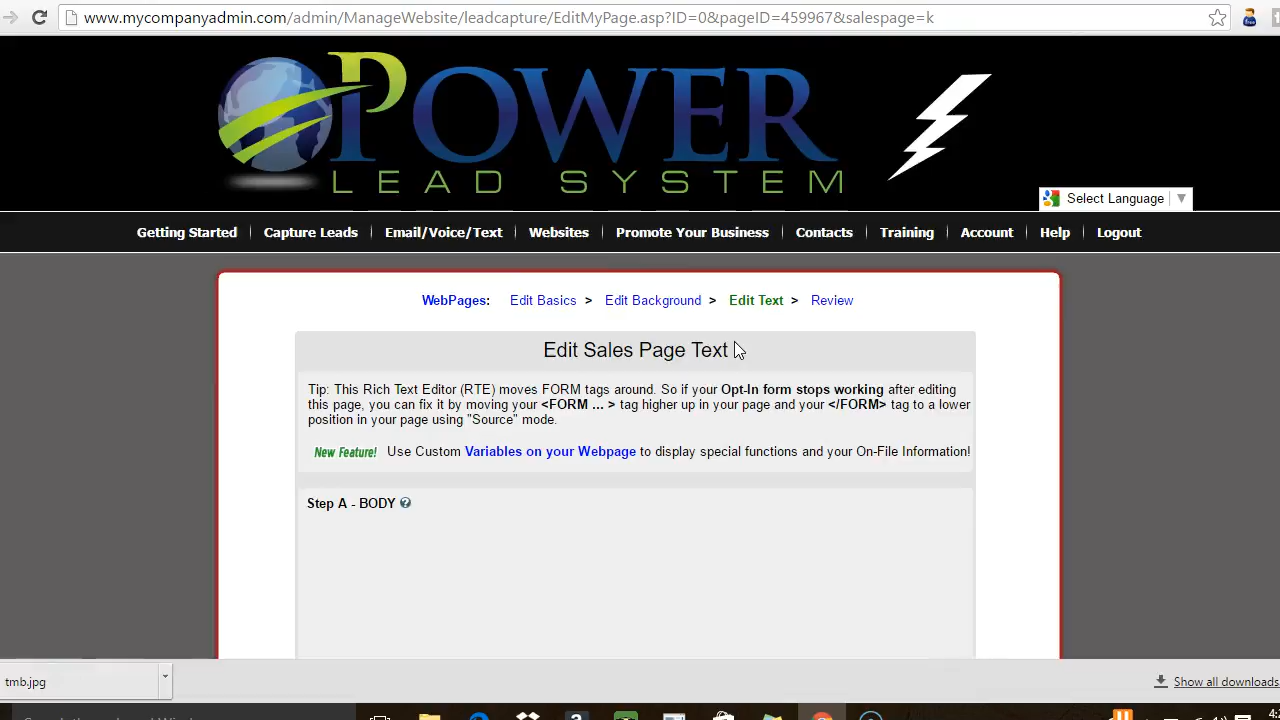 www.mycompanyadmin.com/admin/ManageWebsite/leadcapture/EditMyPage.asp?ID=0&pageID=459967&salespage=k
POWER
LEAD SYSTEM
Select Language
Getting Started Capture Leads Email/Voice/Text Websites Promote Your Business Contacts Training Account Help Logout
WebPages: Edit Basics > Edit Background > Edit Text > Review
Edit Sales Page Text
Tip: This Rich Text Editor (RTE) moves FORM tags around. So if your Opt-In form stops working after editing
this page, you can fix it by moving your <FORM ... > tag higher up in your page and your </FORM> tag to a lower
position in your page using "Source" mode.
New Feature! Use Custom Variables on your Webpage to display special functions and your On-File Information!
Step A - BODY
tmb.jpg
Show all downloads